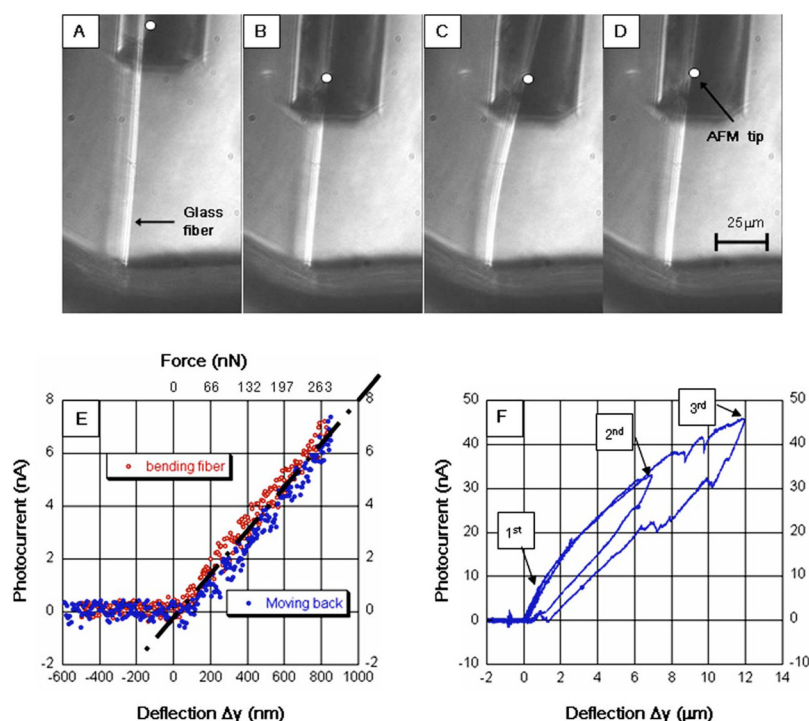 A
B
C
D
AFM tip
Glass
fiber
25 μm
Force (nN)
0 66 132 197 263
8 8
E
6 6
bending fiber
4 4
2 2
Moving back
0 0
-2 -2
-600 -400 -200 0 200 400 600 800 1000
Photocurrent (nA)
Deflection Δy (nm)
50 50
F
3rd
40 40
2nd
30 30
20 20
1st
10 10
0 0
-10 -10
-2 0 2 4 6 8 10 12 14
Photocurrent (nA)
Deflection Δy (μm)